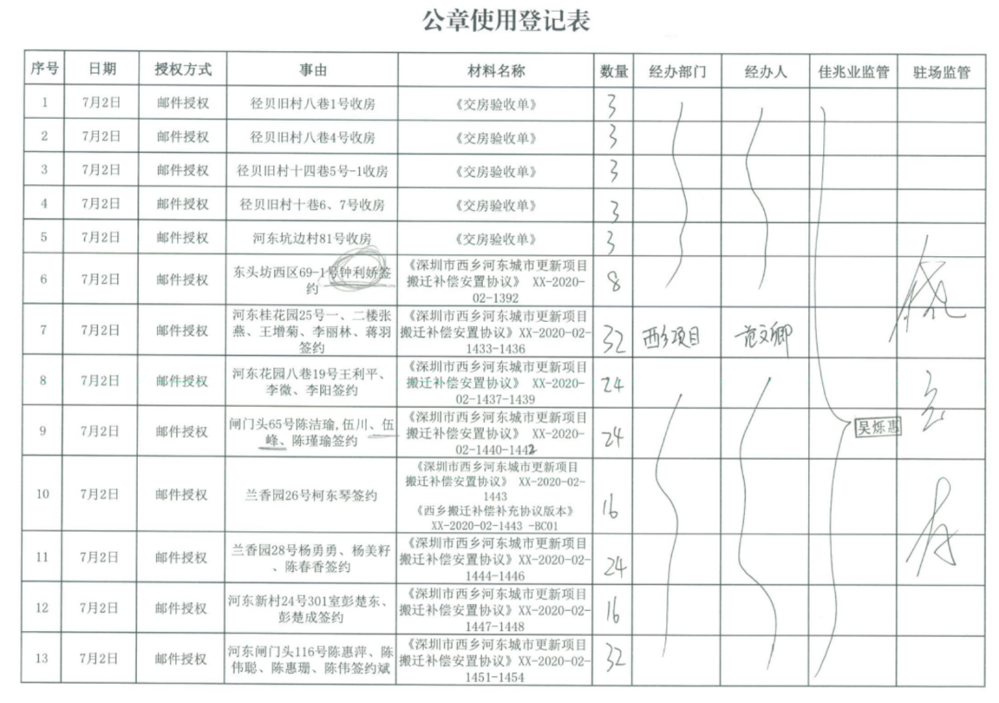 公章使用登记表
序号 日期 授权方式 事由 材料名称 数量 经办部门 经办人 佳兆业监管 驻场监管
1 7月2日 邮件授权 径贝旧村八巷1号收房 《交房验收单》 3
2 7月2日 邮件授权 径贝旧村八巷4号收房 《交房验收单》 3
3 7月2日 邮件授权 径贝旧村十四巷5号-1收房 《交房验收单》 3
4 7月2日 邮件授权 径贝旧村十巷6、7号收房 《交房验收单》 3
5 7月2日 邮件授权 河东坑边村81号收房 《交房验收单》 3
6 7月2日 邮件授权 东头坊西区69-1号钟利娇签
约
《深圳市西乡河东城市更新项目
搬迁补偿安置协议》 XX-2020-
02-1392
8
7 7月2日 邮件授权 河东桂花园25号一、二楼张
燕、王增菊、李丽林、蒋羽
签约
《深圳市西乡河东城市更新项目
搬迁补偿安置协议》XX-2020-02-
1433-1436
32 西乡项目 范文卿
8 7月2日 邮件授权 河东花园八巷19号王利平、
李微、李阳签约
《深圳市西乡河东城市更新项目
搬迁补偿安置协议》 XX-2020-
02-1437-1439
24
9 7月2日 邮件授权 闸门头65号陈洁瑜,伍川、伍
峰、陈瑾瑜签约
《深圳市西乡河东城市更新项目
搬迁补偿安置协议》 XX-2020-
02-1440-1442
24 吴烁惠
10 7月2日 邮件授权 兰香园26号柯东琴签约
《深圳市西乡河东城市更新项目
搬迁补偿安置协议》 XX-2020-02-
1443
《西乡搬迁补偿补充协议版本》
XX-2020-02-1443 -BC01
16
11 7月2日 邮件授权 兰香园28号杨勇勇、杨美籽
、陈春香签约
《深圳市西乡河东城市更新项目
搬迁补偿安置协议》XX-2020-02-
1444-1446
24
12 7月2日 邮件授权 河东新村24号301室彭楚东、
彭楚成签约
《深圳市西乡河东城市更新项目
搬迁补偿安置协议》XX-2020-02-
1447-1448
16
13 7月2日 邮件授权 河东闸门头116号陈惠萍、陈
伟聪、陈惠珊、陈伟签约斌
《深圳市西乡河东城市更新项目
搬迁补偿安置协议》XX-2020-02-
1451-1454
32